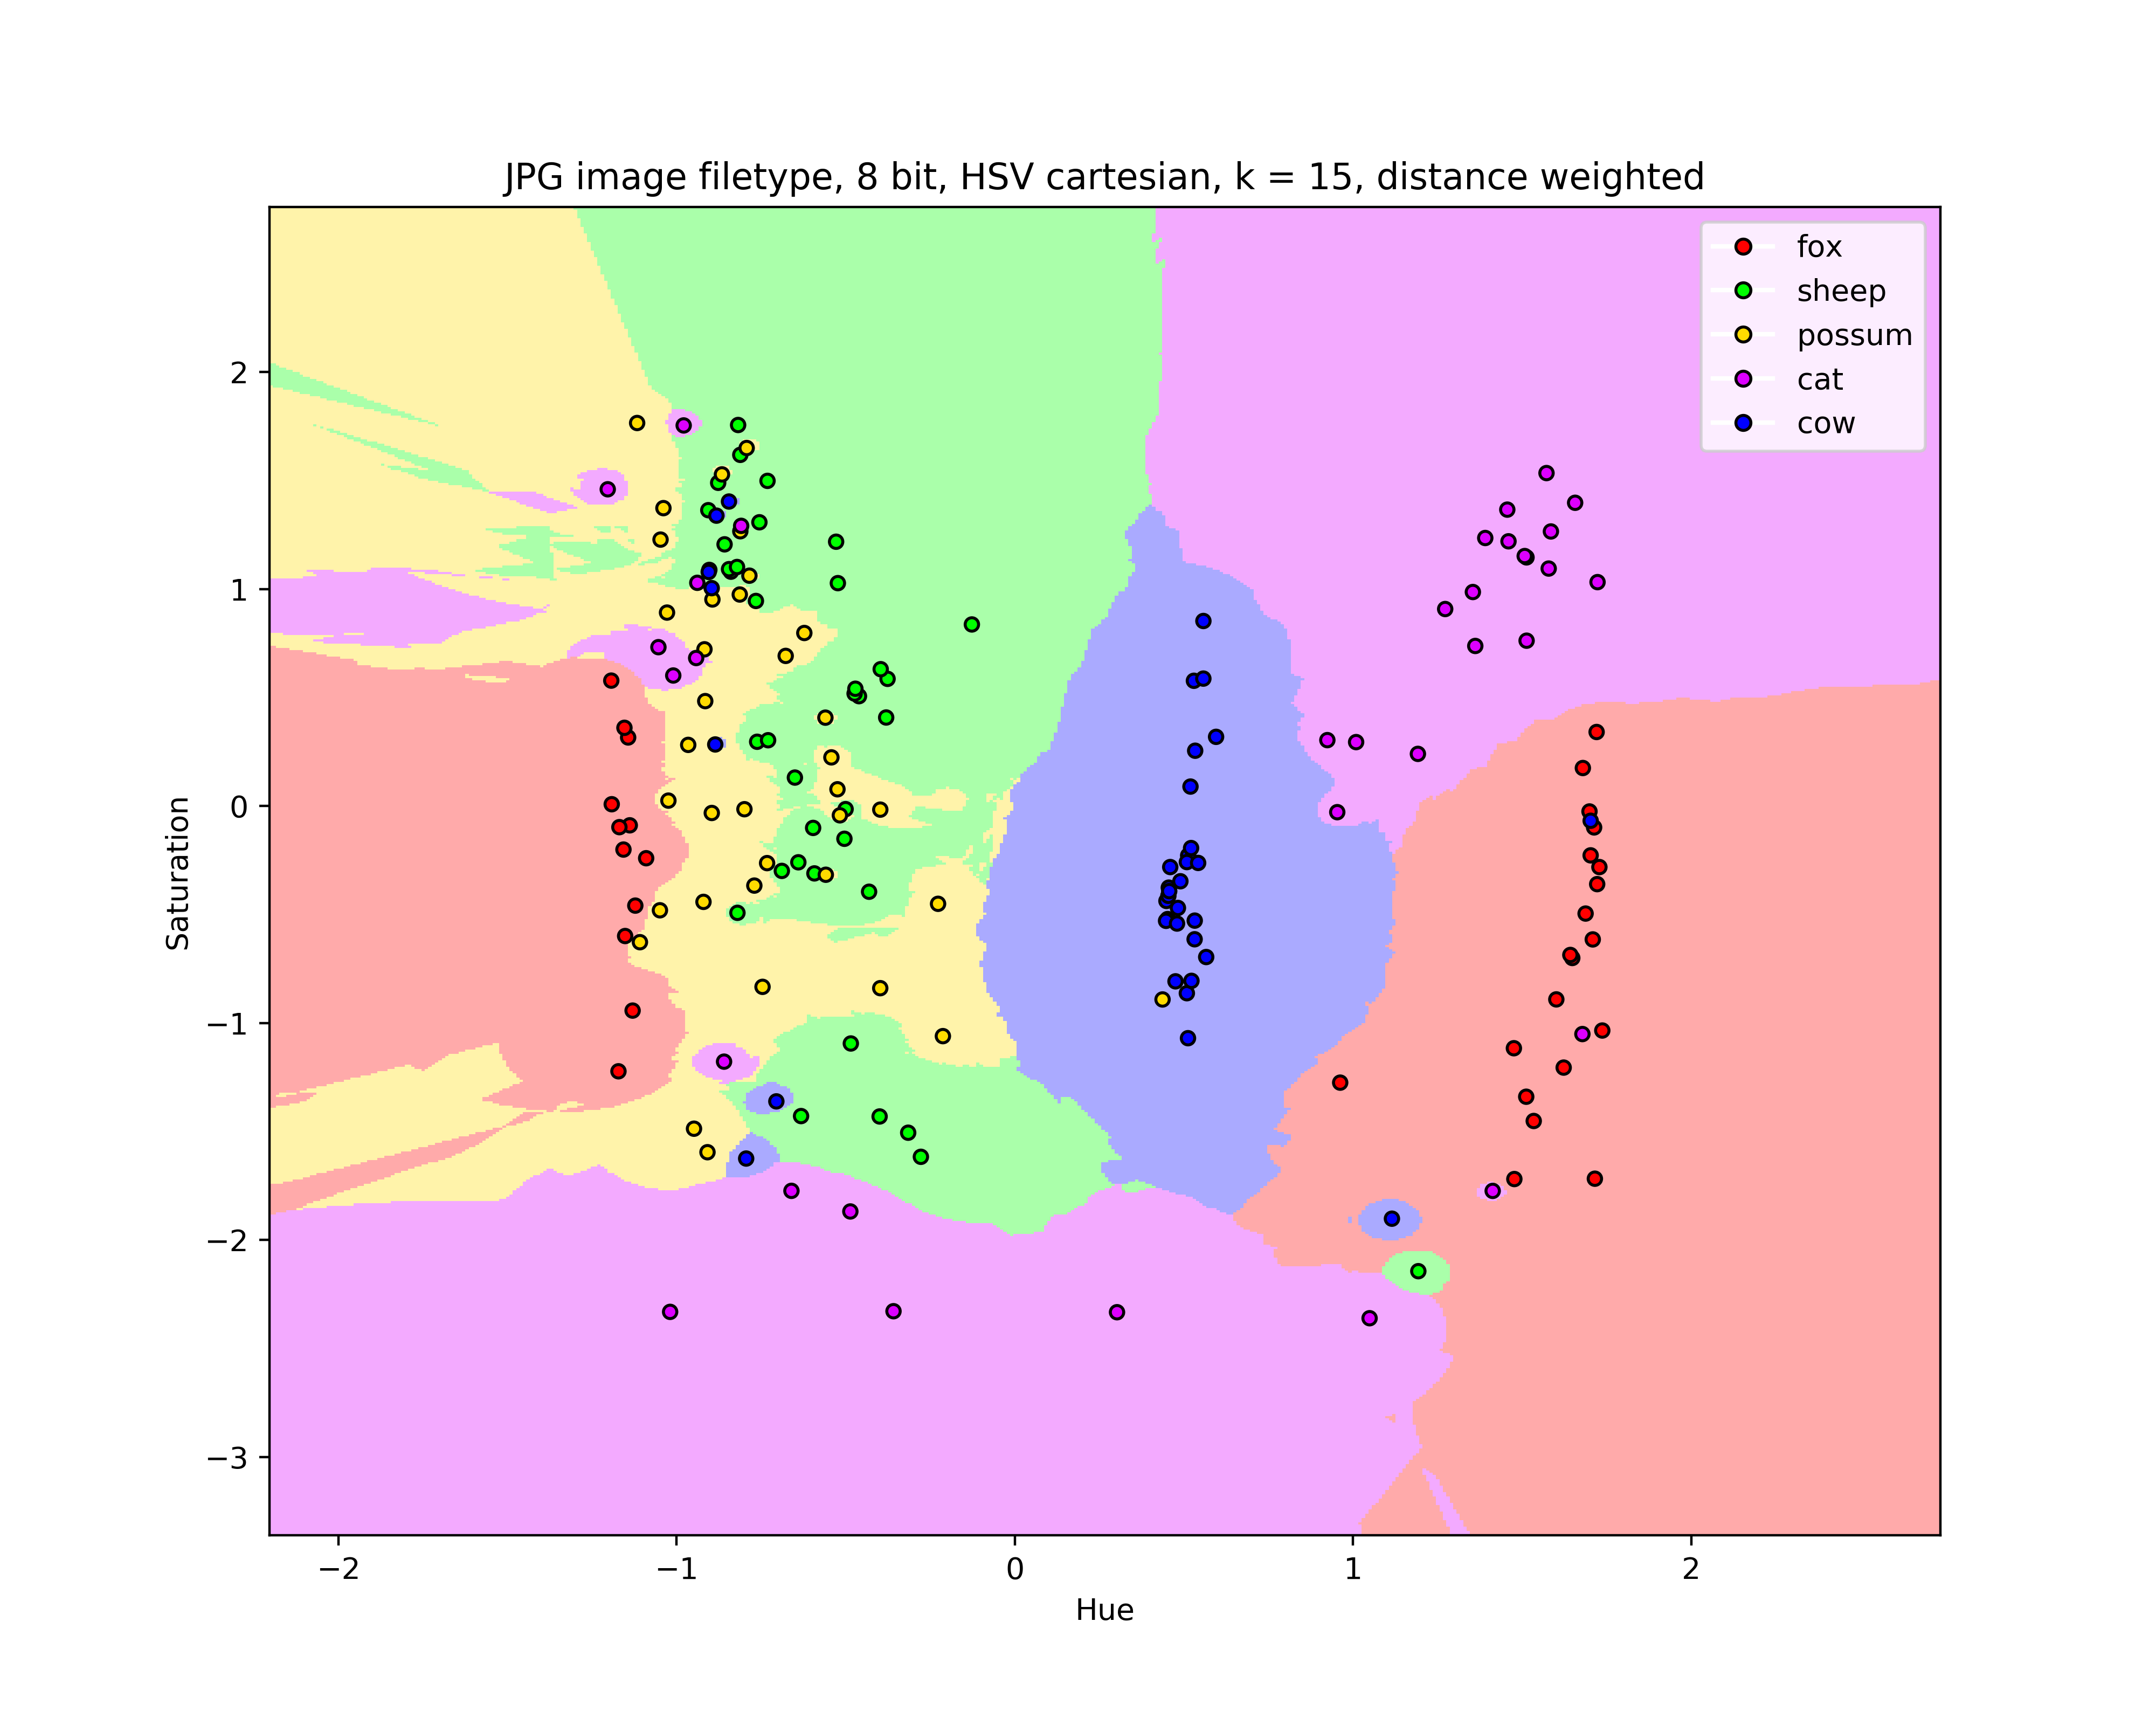 JPG image filetype, 8 bit, HSV cartesian, k = 15, distance weighted
fox
sheep
possum
cat
cow
2
1
0
−1
−2
−3
Saturation
−2
−1
0
1
2
Hue